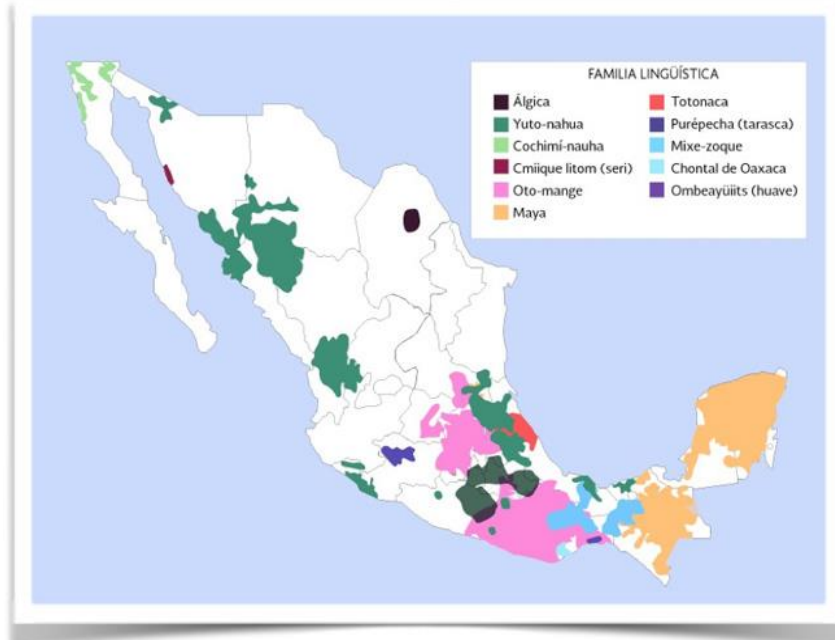 FAMILIA LINGÜÍSTICA
Álgica
Yuto-nahua
Cochimí-nauha
Cmiique litom (seri)
Oto-mange
Maya
Totonaca
Purépecha (tarasca)
Mixe-zoque
Chontal de Oaxaca
Ombeayüiits (huave)